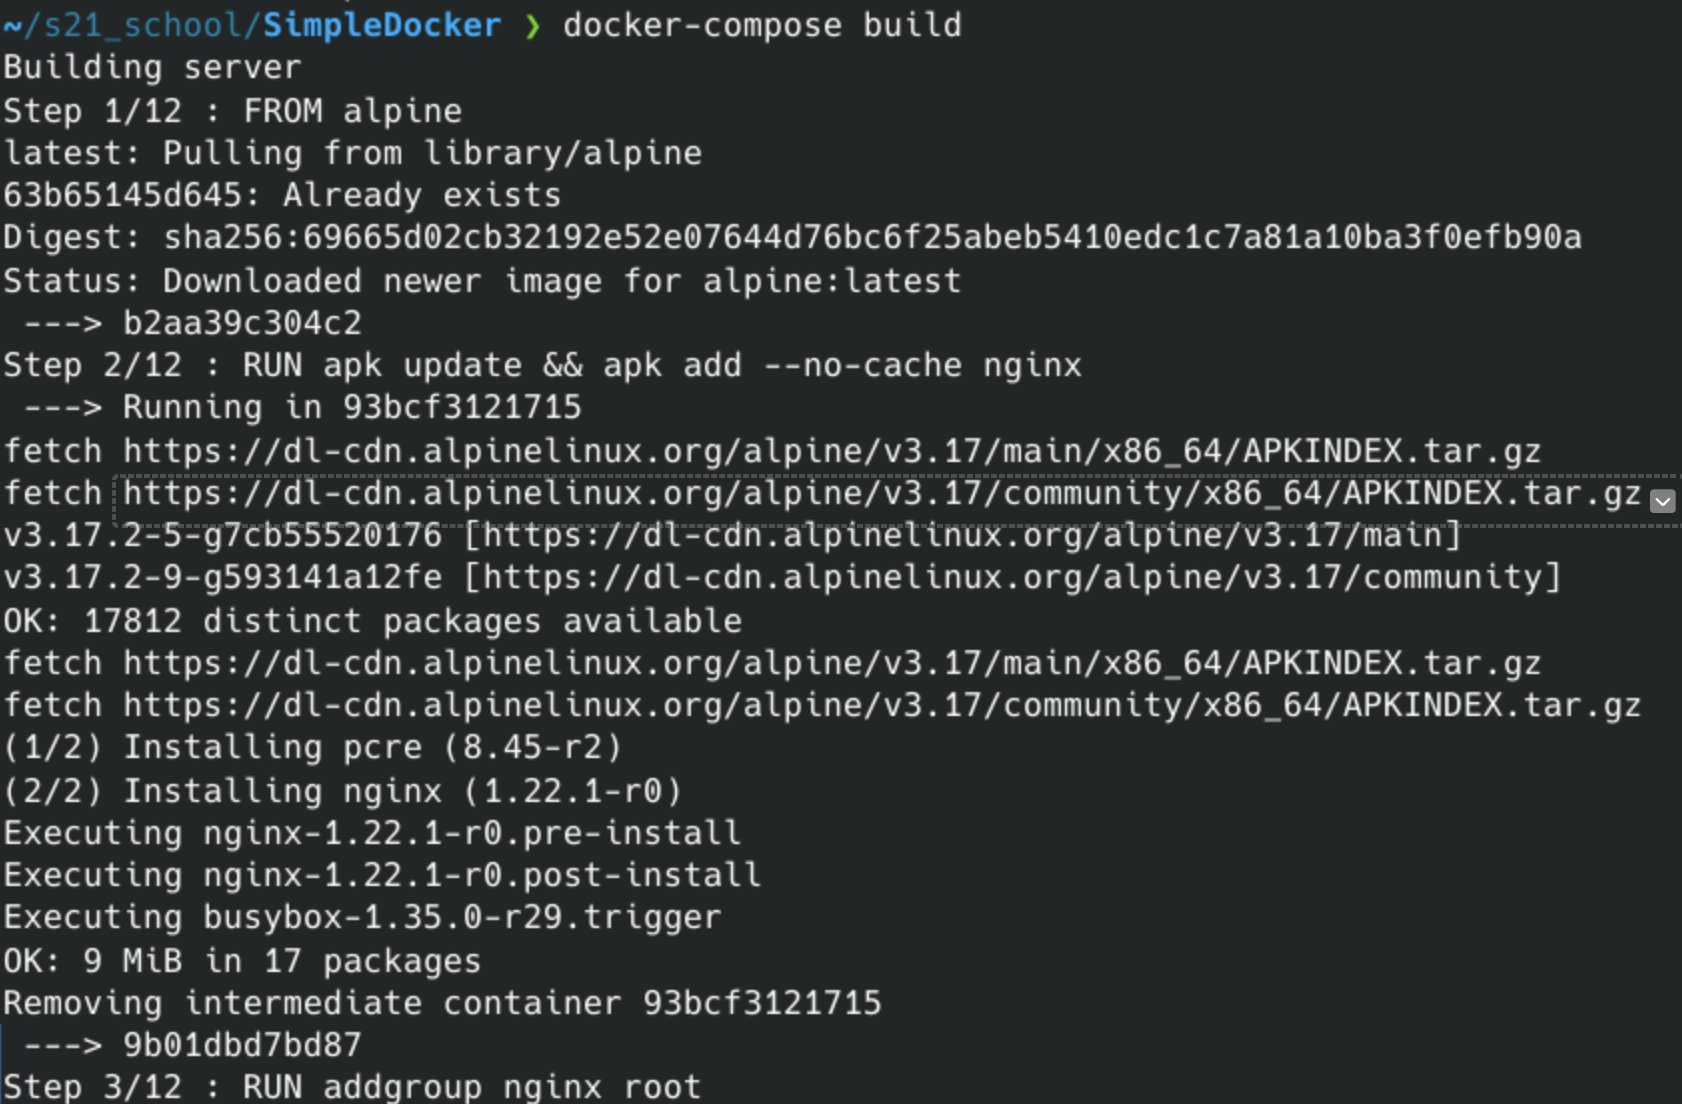 ~/s21_school/SimpleDocker ❯ docker-compose build
Building server
Step 1/12 : FROM alpine
latest: Pulling from library/alpine
63b65145d645: Already exists
Digest: sha256:69665d02cb32192e52e07644d76bc6f25abeb5410edc1c7a81a10ba3f0efb90a
Status: Downloaded newer image for alpine:latest
 ---> b2aa39c304c2
Step 2/12 : RUN apk update && apk add --no-cache nginx
 ---> Running in 93bcf3121715
fetch https://dl-cdn.alpinelinux.org/alpine/v3.17/main/x86_64/APKINDEX.tar.gz
fetch https://dl-cdn.alpinelinux.org/alpine/v3.17/community/x86_64/APKINDEX.tar.gz
v3.17.2-5-g7cb55520176 [https://dl-cdn.alpinelinux.org/alpine/v3.17/main]
v3.17.2-9-g593141a12fe [https://dl-cdn.alpinelinux.org/alpine/v3.17/community]
OK: 17812 distinct packages available
fetch https://dl-cdn.alpinelinux.org/alpine/v3.17/main/x86_64/APKINDEX.tar.gz
fetch https://dl-cdn.alpinelinux.org/alpine/v3.17/community/x86_64/APKINDEX.tar.gz
(1/2) Installing pcre (8.45-r2)
(2/2) Installing nginx (1.22.1-r0)
Executing nginx-1.22.1-r0.pre-install
Executing nginx-1.22.1-r0.post-install
Executing busybox-1.35.0-r29.trigger
OK: 9 MiB in 17 packages
Removing intermediate container 93bcf3121715
 ---> 9b01dbd7bd87
Step 3/12 : RUN addgroup nginx root